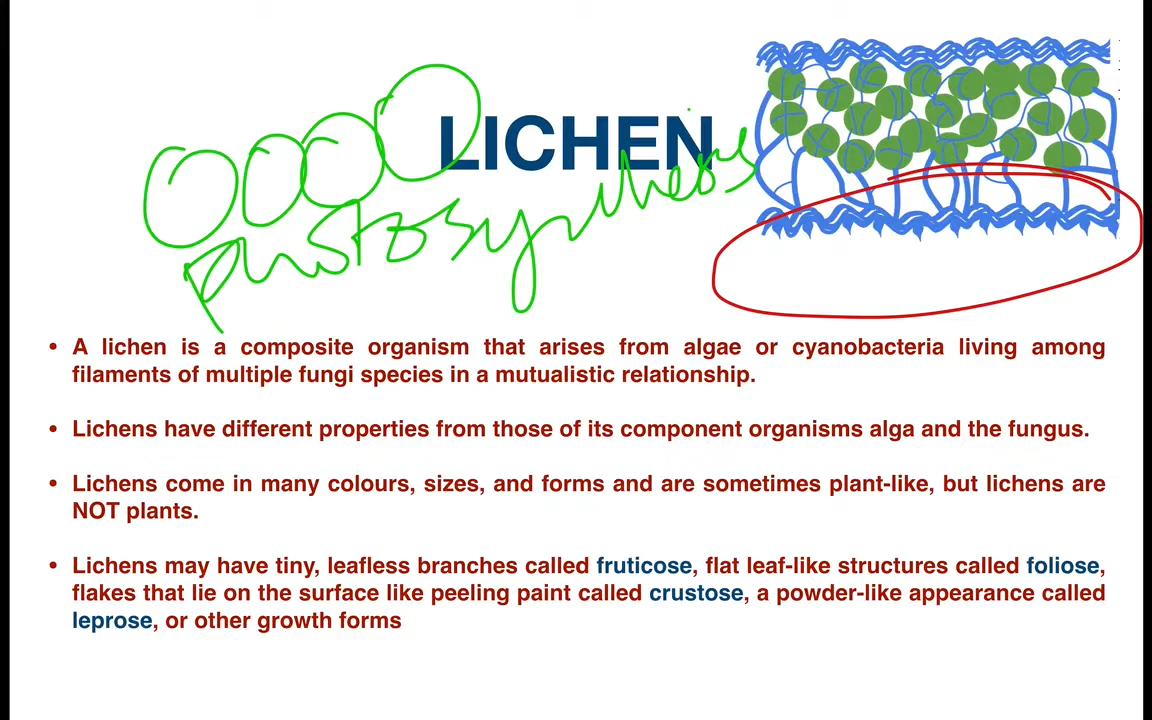 LICHEN
photosynthesis
• A lichen is a composite organism that arises from algae or cyanobacteria living among
filaments of multiple fungi species in a mutualistic relationship.
• Lichens have different properties from those of its component organisms alga and the fungus.
• Lichens come in many colours, sizes, and forms and are sometimes plant-like, but lichens are
NOT plants.
• Lichens may have tiny, leafless branches called fruticose, flat leaf-like structures called foliose,
flakes that lie on the surface like peeling paint called crustose, a powder-like appearance called
leprose, or other growth forms